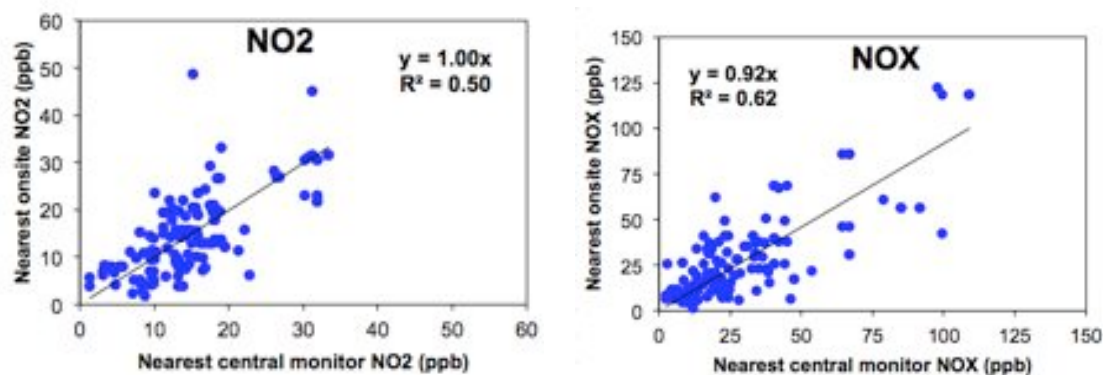 NO2
y = 1.00x
R² = 0.50
Nearest onsite NO2 (ppb)
60
50
40
30
20
10
0
0 10 20 30 40 50 60
Nearest central monitor NO2 (ppb)
NOX
y = 0.92x
R² = 0.62
Nearest onsite NOX (ppb)
150
125
100
75
50
25
0
0 25 50 75 100 125 150
Nearest central monitor NOX (ppb)